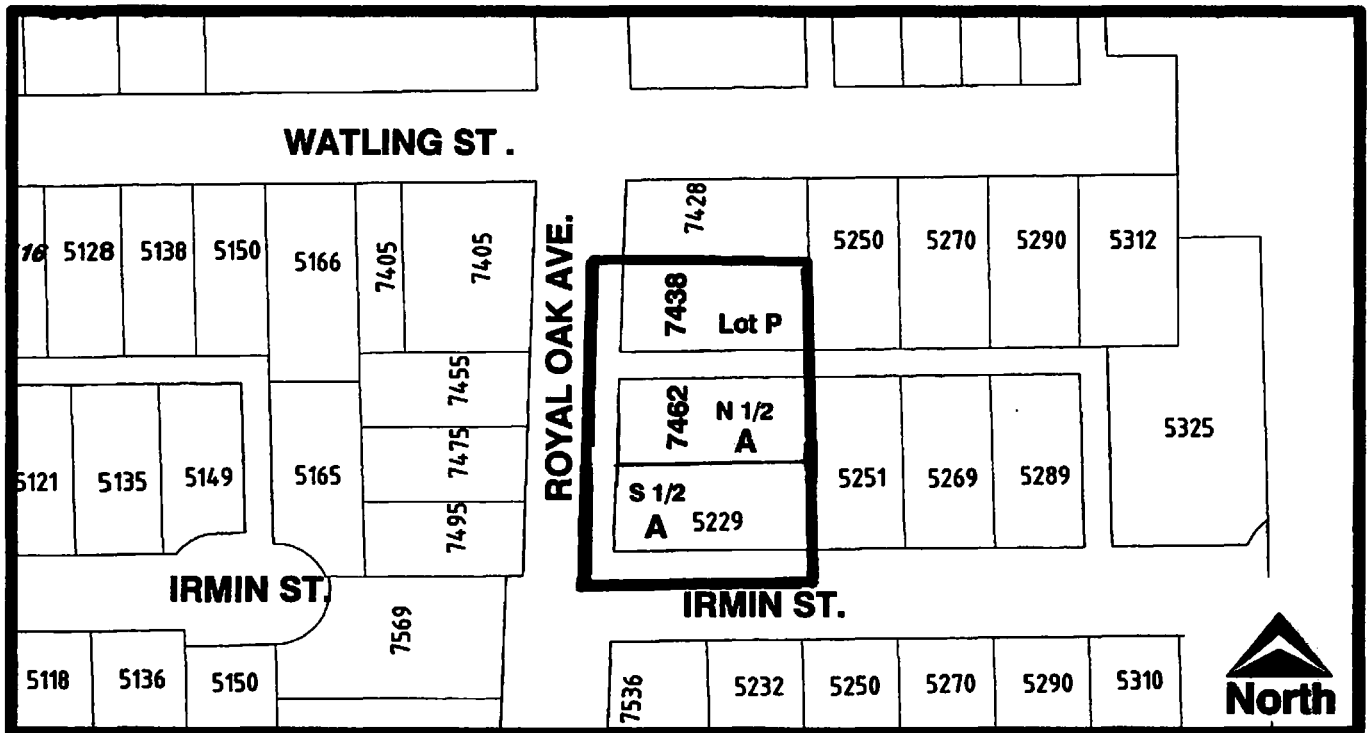 WATLING ST .
16 5128 5138 5150 5166 7405 7405
ROYAL OAK AVE.
7428 5250 5270 5290 5312
7438 Lot P
7455
7462 N 1/2
A
7475
5121 5135 5149 5165
S 1/2
A 5229
5251 5269 5289 5325
7495
IRMIN ST.
IRMIN ST.
7569
5118 5136 5150
7536 5232 5250 5270 5290 5310
North